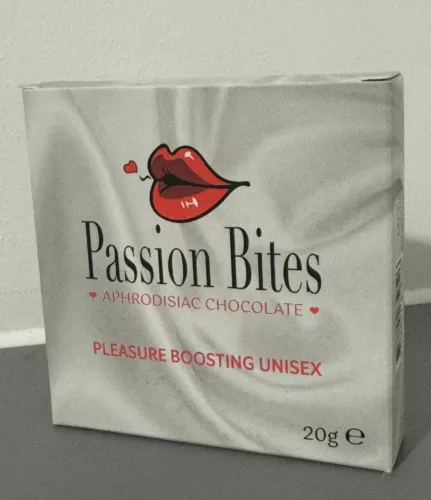 Passion Bites
♥ APHRODISIAC CHOCOLATE ♥
PLEASURE BOOSTING UNISEX
20g ℮